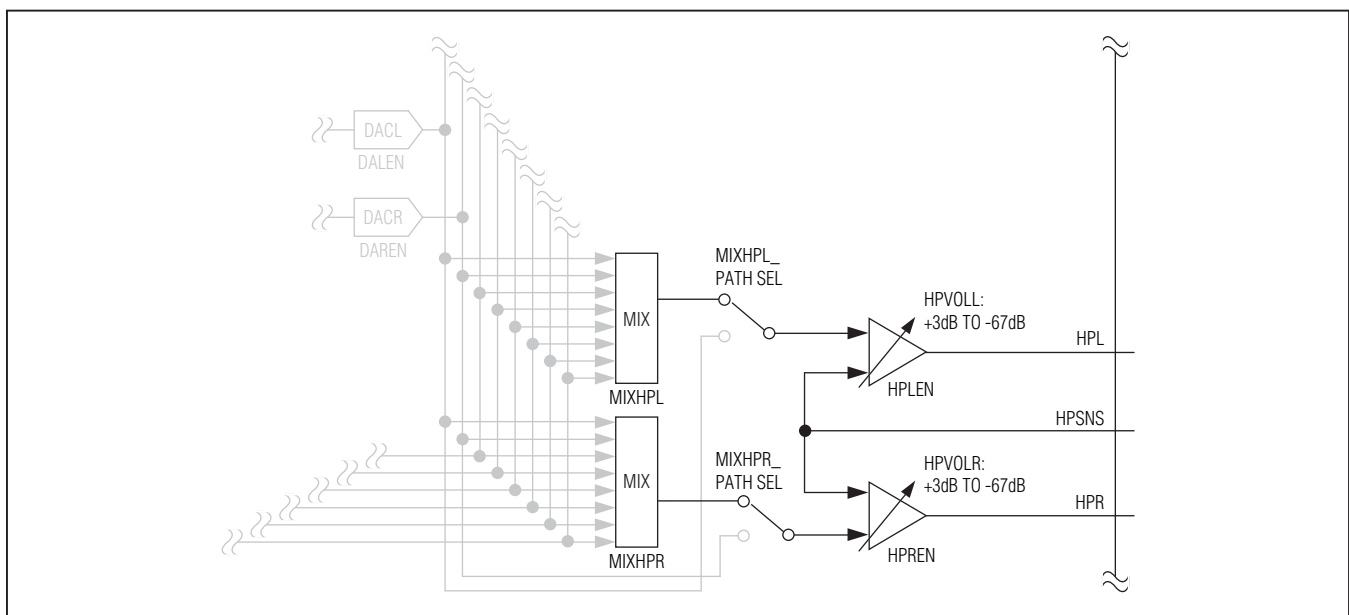 DACL
DALEN
DACR
DAREN
MIXHPL_
PATH SEL
MIX
HPVOLL:
+3dB TO -67dB
HPL
HPLEN
MIXHPL
HPSNS
MIXHPR_
PATH SEL
MIX
HPVOLR:
+3dB TO -67dB
HPR
HPREN
MIXHPR